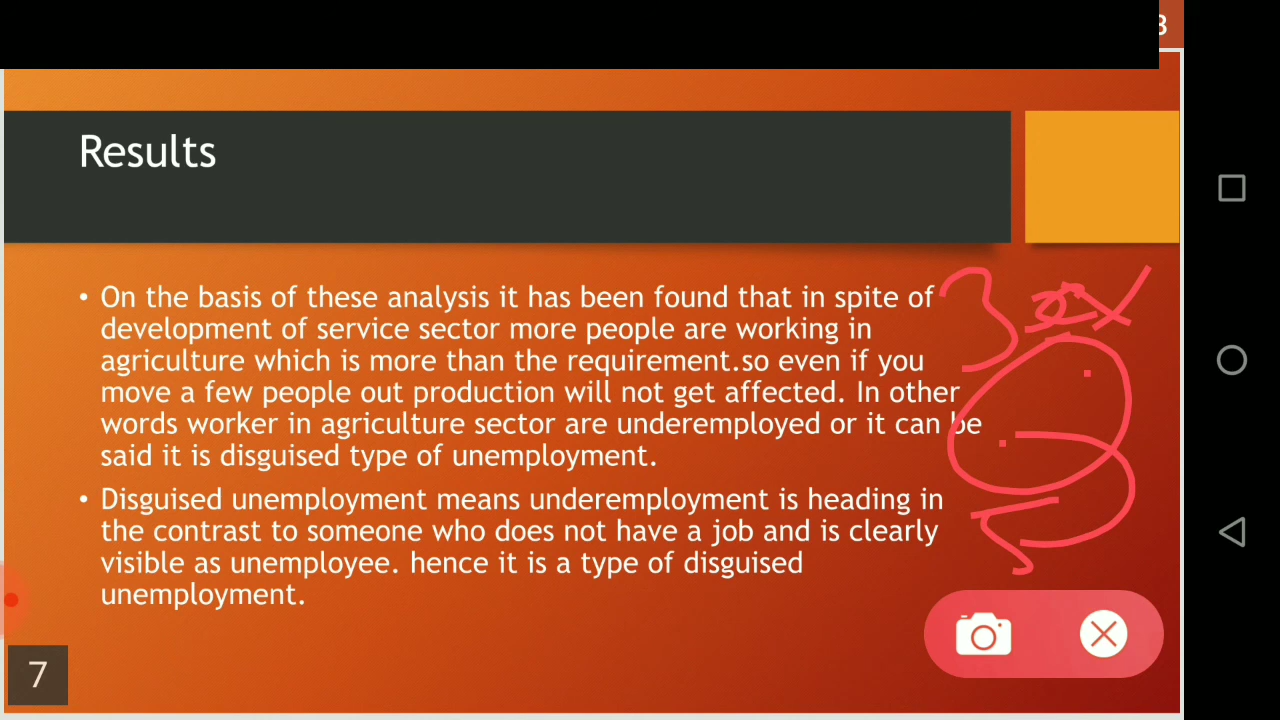 3
Results
• On the basis of these analysis it has been found that in spite of
development of service sector more people are working in
agriculture which is more than the requirement.so even if you
move a few people out production will not get affected. In other
words worker in agriculture sector are underemployed or it can be
said it is disguised type of unemployment.
• Disguised unemployment means underemployment is heading in
the contrast to someone who does not have a job and is clearly
visible as unemployee. hence it is a type of disguised
unemployment.
7